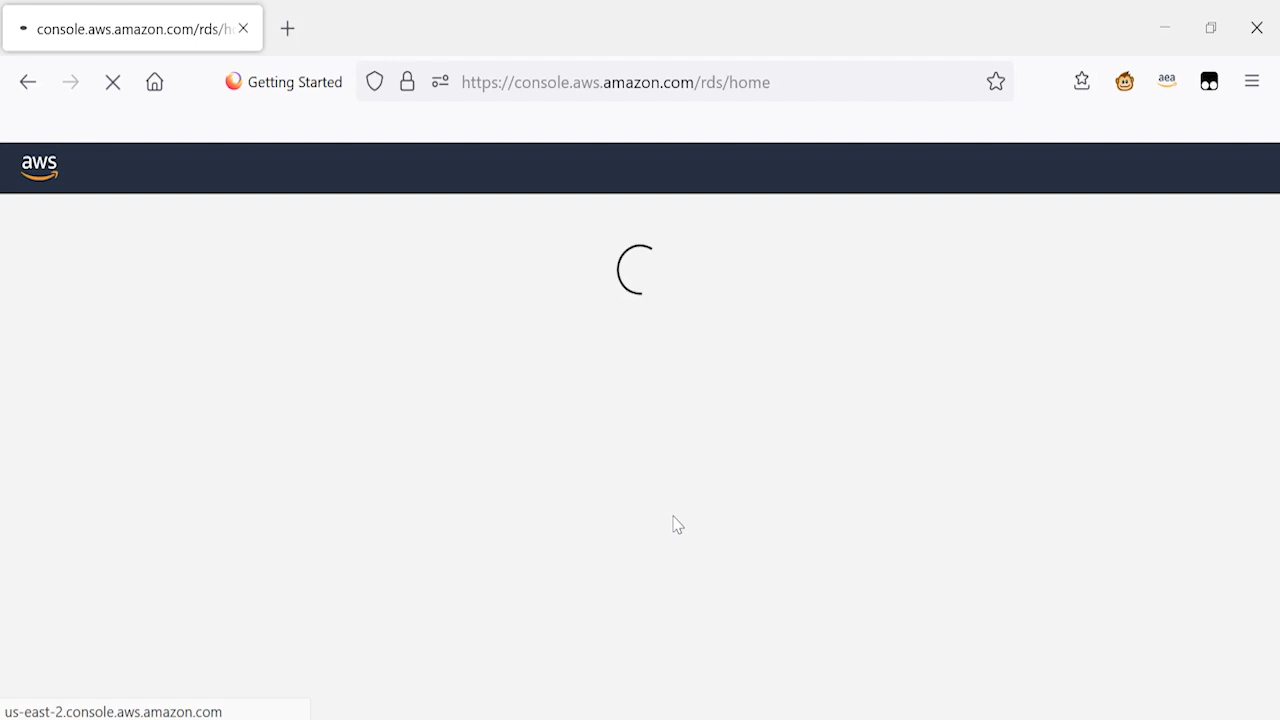 console.aws.amazon.com/rds/h
Getting Started
https://console.aws.amazon.com/rds/home
aea
aws
us-east-2.console.aws.amazon.com